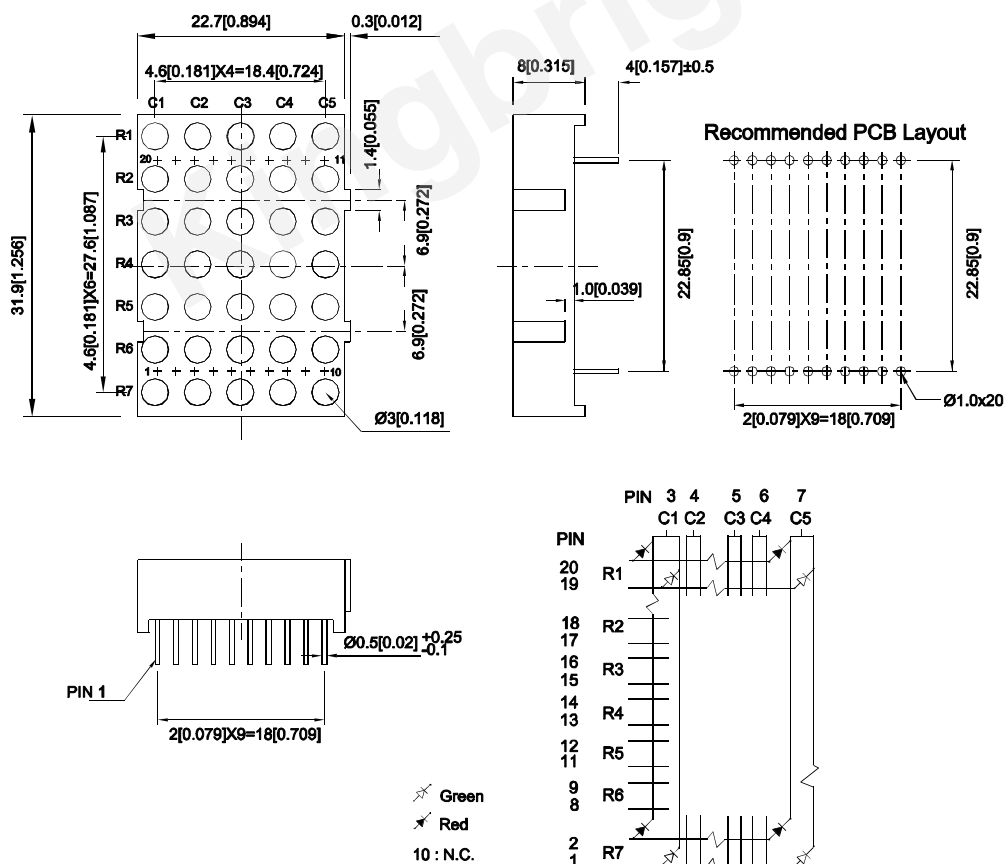 22.7[0.894]
0.3[0.012]
4.6[0.181]X4=18.4[0.724]
C1 C2 C3 C4 C5
R1
20 11
R2
R3
R4
R5
R6
1 10
R7
31.9[1.256]
4.6[0.181]X6=27.6[1.087]
1.4[0.055]
6.9[0.272]
6.9[0.272]
Ø3[0.118]
8[0.315]
4[0.157]±0.5
1.0[0.039]
22.85[0.9]
Recommended PCB Layout
22.85[0.9]
Ø1.0x20
2[0.079]X9=18[0.709]
Ø0.5[0.02] +0.25
-0.1
PIN 1
2[0.079]X9=18[0.709]
PIN 3 4 5 6 7
C1 C2 C3 C4 C5
PIN
20
19 R1
18
17 R2
16
15 R3
14
13 R4
12
11 R5
9
8 R6
2
1 R7
Green
Red
10 : N.C.
Kingbrig